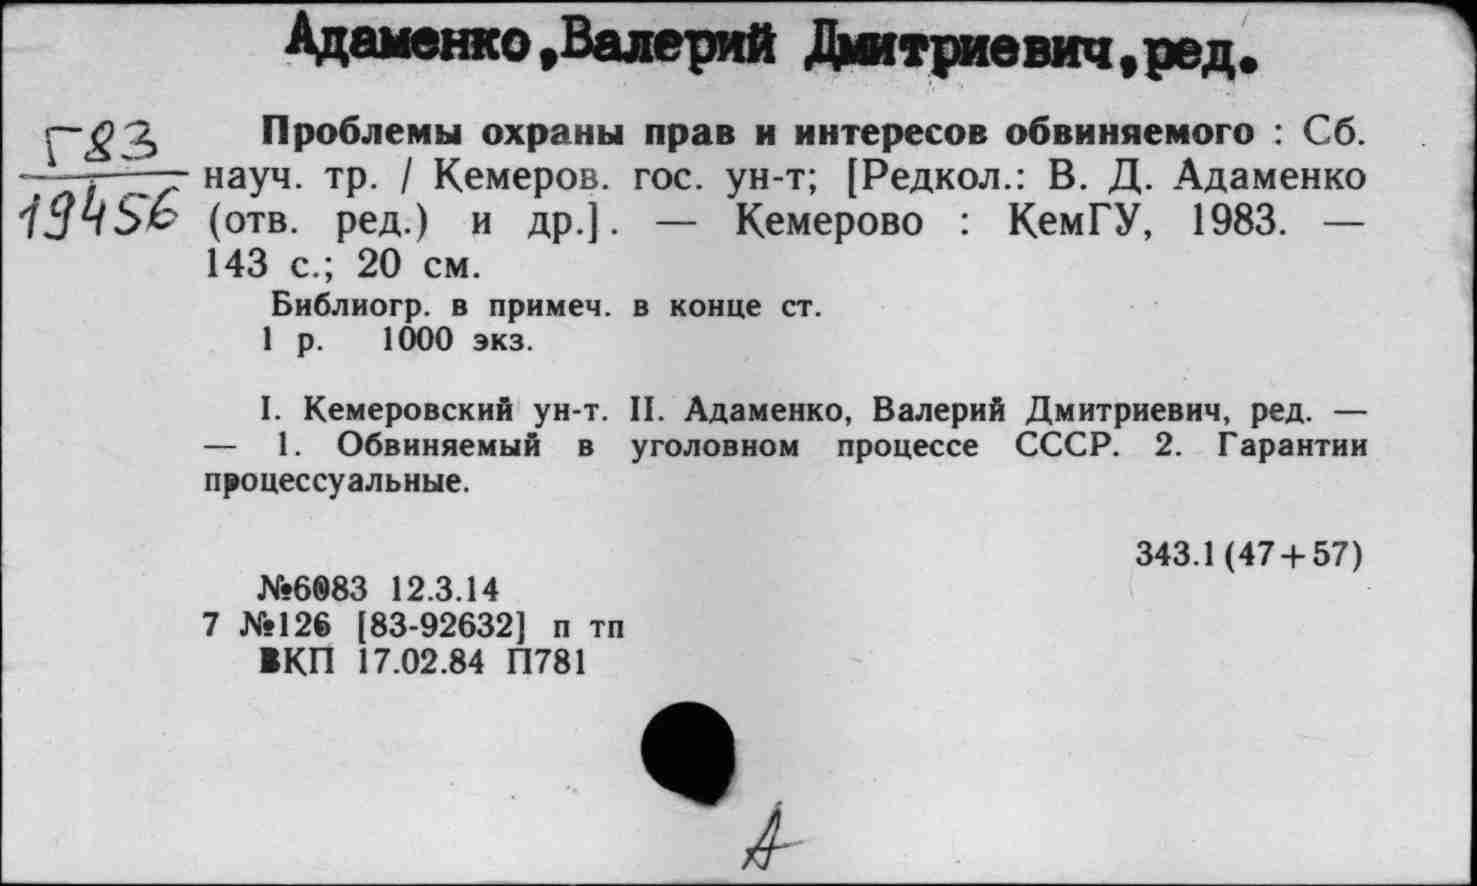 Адаменко,Валерий Дмитриевич,ред.
Г83
19456
Проблемы охраны прав и интересов обвиняемого : Сб.
науч. тр. / Кемеров. гос. ун-т; [Редкол.: В. Д. Адаменко
(отв. ред.) и др.]. — Кемерово : КемГУ, 1983. —
143 с.; 20 см.
Библиогр. в примеч. в конце ст.
1 р. 1000 экз.
I. Кемеровский ун-т. II. Адаменко, Валерий Дмитриевич, ред. —
— 1. Обвиняемый в уголовном процессе СССР. 2. Гарантии
процессуальные.
343.1 (47+57)
№6083 12.3.14
7 №126 [83-92632] п тп
ВКП 17.02.84 П781
А